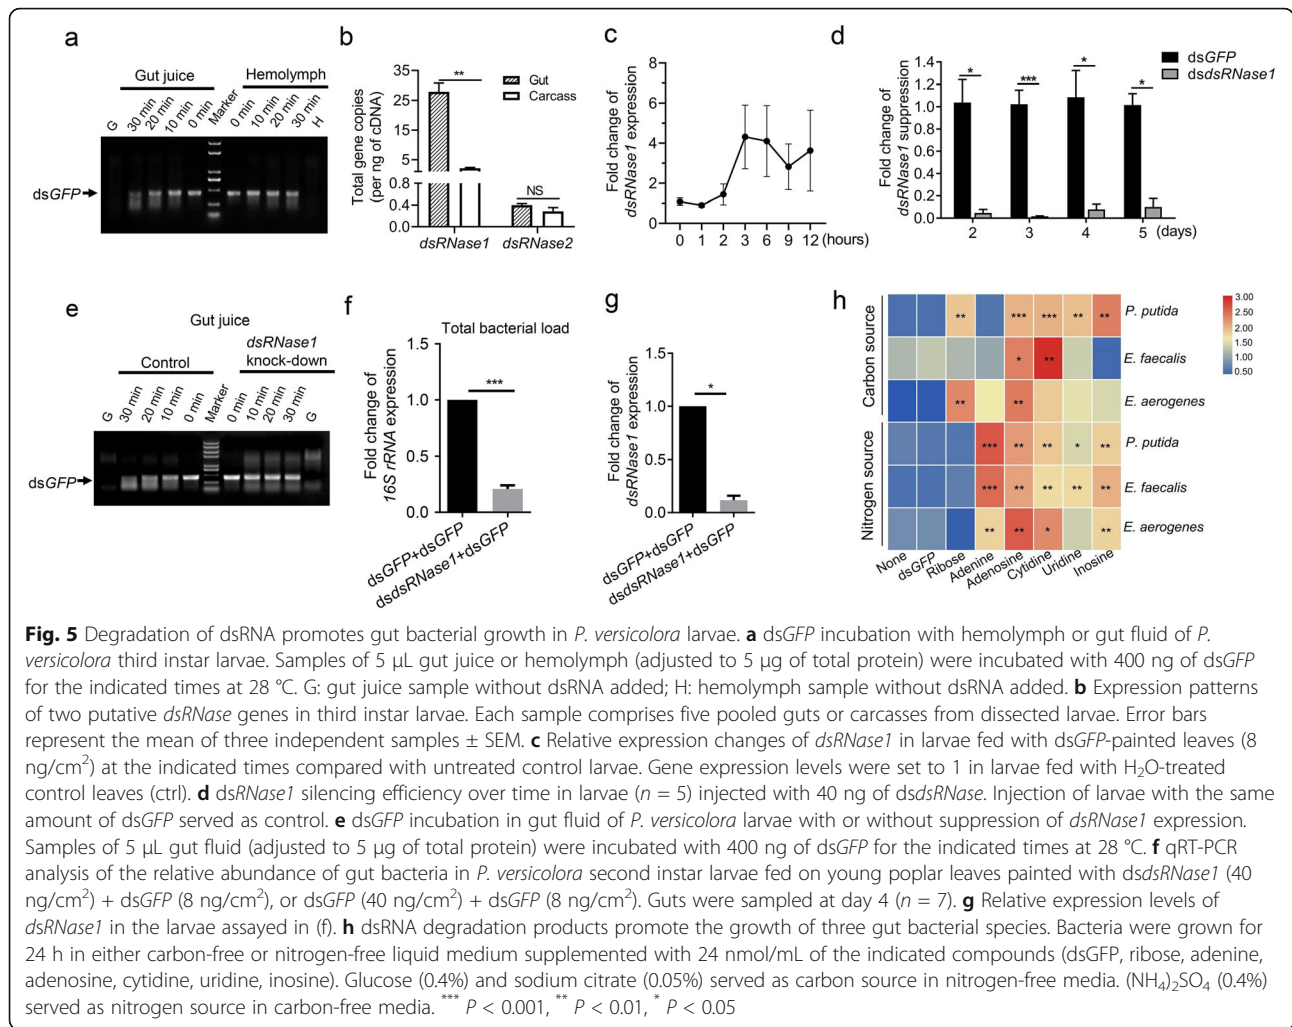 a
Gut juice
Hemolymph
G
30 min
20 min
10 min
0 min
Marker
0 min
10 min
20 min
30 min
H
dsGFP
b
Total gene copies
(per ng of cDNA)
35
25
15
5
0.8
0.4
0.0
**
Gut
Carcass
NS
dsRNase1
dsRNase2
c
Fold change of
dsRNase1 expression
8
6
4
2
0
0 1 2 3 6 9 12 (hours)
d
dsGFP
dsdsRNase1
Fold change of
dsRNase1 suppression
1.4
1.2
1.0
0.8
0.6
0.4
0.2
0.0
* *** * *
2 3 4 5 (days)
e
Gut juice
dsRNase1
knock-down
Control
G
30 min
20 min
10 min
0 min
Marker
0 min
10 min
20 min
30 min
G
dsGFP
f
Total bacterial load
Fold change of
16S rRNA expression
1.5
1.0
0.5
0.0
***
dsGFP+dsGFP
dsdsRNase1+dsGFP
g
Fold change of
dsRNase1 expression
1.5
1.0
0.5
0.0
*
dsGFP+dsGFP
dsdsRNase1+dsGFP
h
Carbon source
Nitrogen source
** *** *** ** ** P. putida
* ** E. faecalis
** ** E. aerogenes
*** ** ** * ** P. putida
*** ** ** ** ** E. faecalis
** ** * ** E. aerogenes
None
dsGFP
Ribose
Adenine
Adenosine
Cytidine
Uridine
Inosine
3.00
2.00
1.50
1.00
0.50
Fig. 5 Degradation of dsRNA promotes gut bacterial growth in P. versicolora larvae. a dsGFP incubation with hemolymph or gut fluid of P.
versicolora third instar larvae. Samples of 5 μL gut juice or hemolymph (adjusted to 5 μg of total protein) were incubated with 400 ng of dsGFP
for the indicated times at 28 °C. G: gut juice sample without dsRNA added; H: hemolymph sample without dsRNA added. b Expression patterns
of two putative dsRNase genes in third instar larvae. Each sample comprises five pooled guts or carcasses from dissected larvae. Error bars
represent the mean of three independent samples ± SEM. c Relative expression changes of dsRNase1 in larvae fed with dsGFP-painted leaves (8
ng/cm²) at the indicated times compared with untreated control larvae. Gene expression levels were set to 1 in larvae fed with H₂O-treated
control leaves (ctrl). d dsRNase1 silencing efficiency over time in larvae (n = 5) injected with 40 ng of dsdsRNase. Injection of larvae with the same
amount of dsGFP served as control. e dsGFP incubation in gut fluid of P. versicolora larvae with or without suppression of dsRNase1 expression.
Samples of 5 μL gut fluid (adjusted to 5 μg of total protein) were incubated with 400 ng of dsGFP for the indicated times at 28 °C. f qRT-PCR
analysis of the relative abundance of gut bacteria in P. versicolora second instar larvae fed on young poplar leaves painted with dsdsRNase1 (40
ng/cm²) + dsGFP (8 ng/cm²), or dsGFP (40 ng/cm²) + dsGFP (8 ng/cm²). Guts were sampled at day 4 (n = 7). g Relative expression levels of
dsRNase1 in the larvae assayed in (f). h dsRNA degradation products promote the growth of three gut bacterial species. Bacteria were grown for
24 h in either carbon-free or nitrogen-free liquid medium supplemented with 24 nmol/mL of the indicated compounds (dsGFP, ribose, adenine,
adenosine, cytidine, uridine, inosine). Glucose (0.4%) and sodium citrate (0.05%) served as carbon source in nitrogen-free media. (NH₄)₂SO₄ (0.4%)
served as nitrogen source in carbon-free media. *** P < 0.001, ** P < 0.01, * P < 0.05